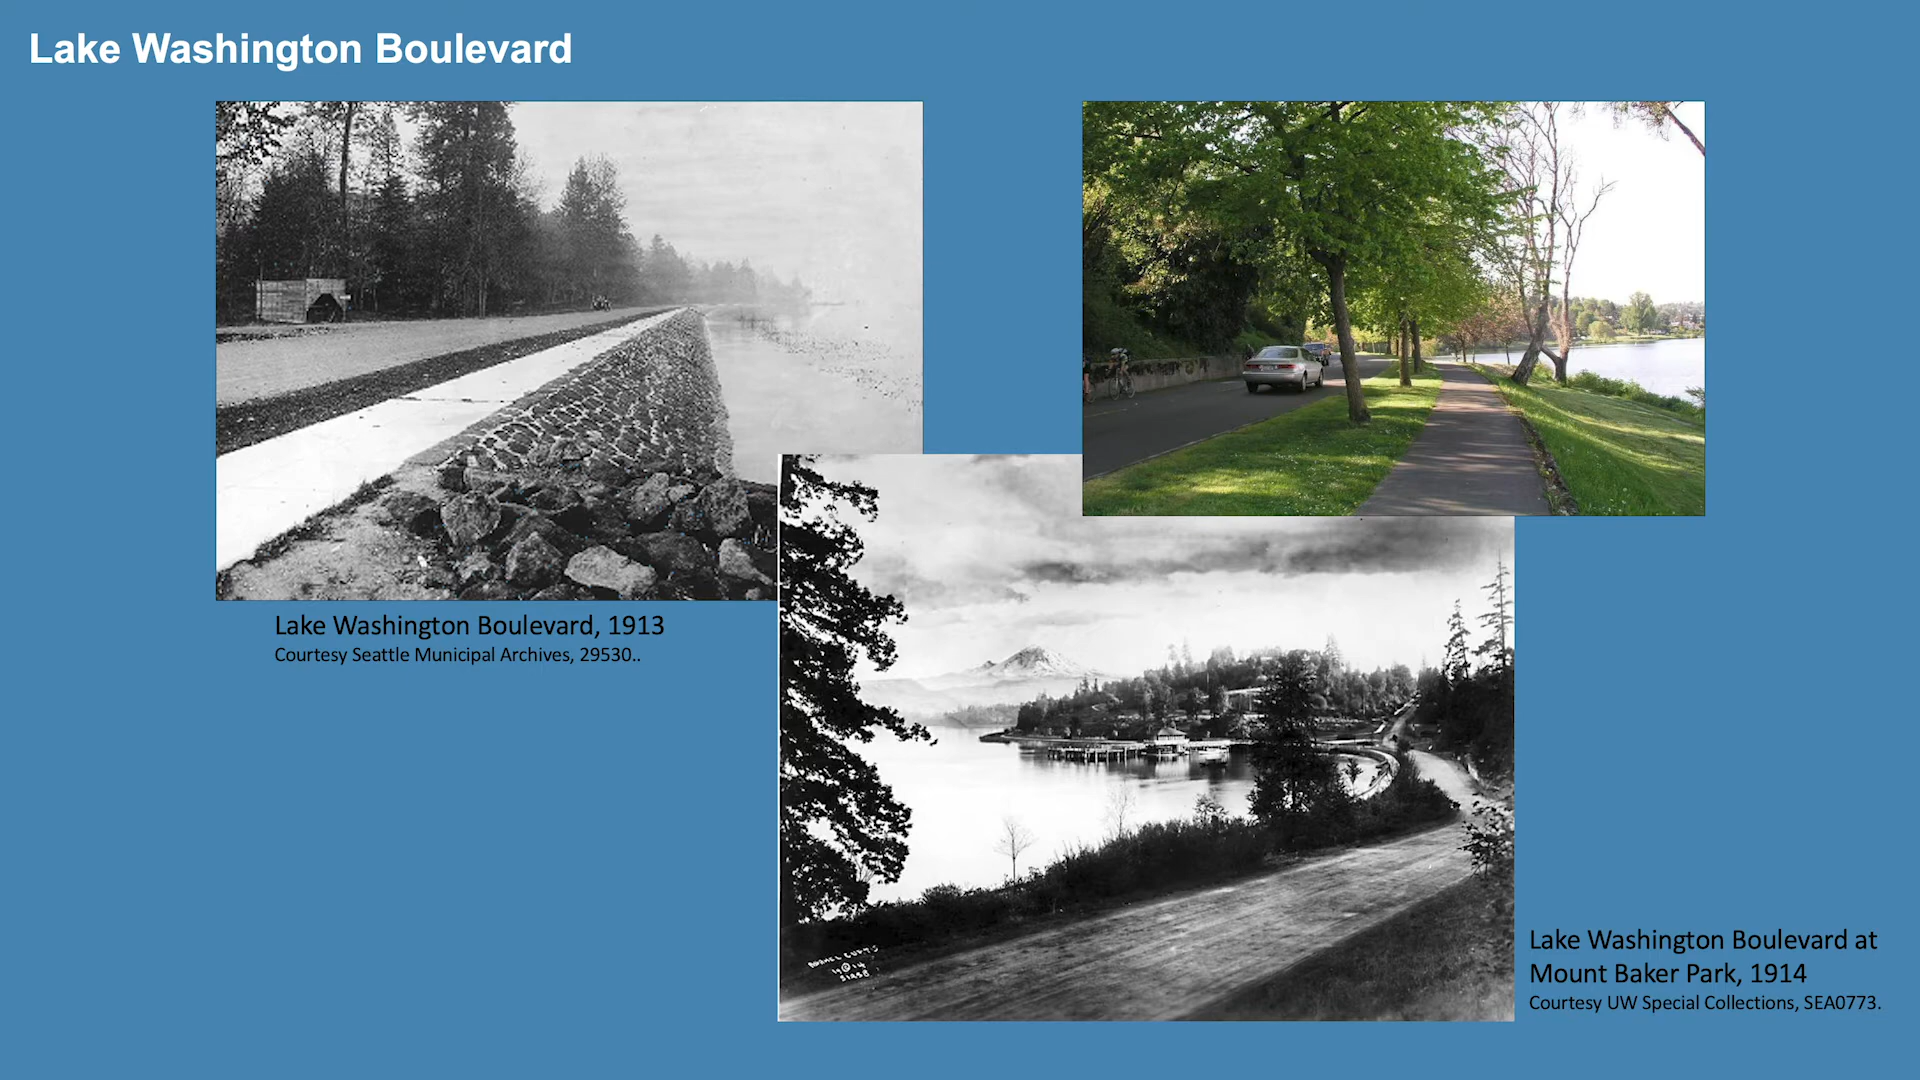 Lake Washington Boulevard
Lake Washington Boulevard, 1913
Courtesy Seattle Municipal Archives, 29530..
Lake Washington Boulevard at
Mount Baker Park, 1914
Courtesy UW Special Collections, SEA0773.